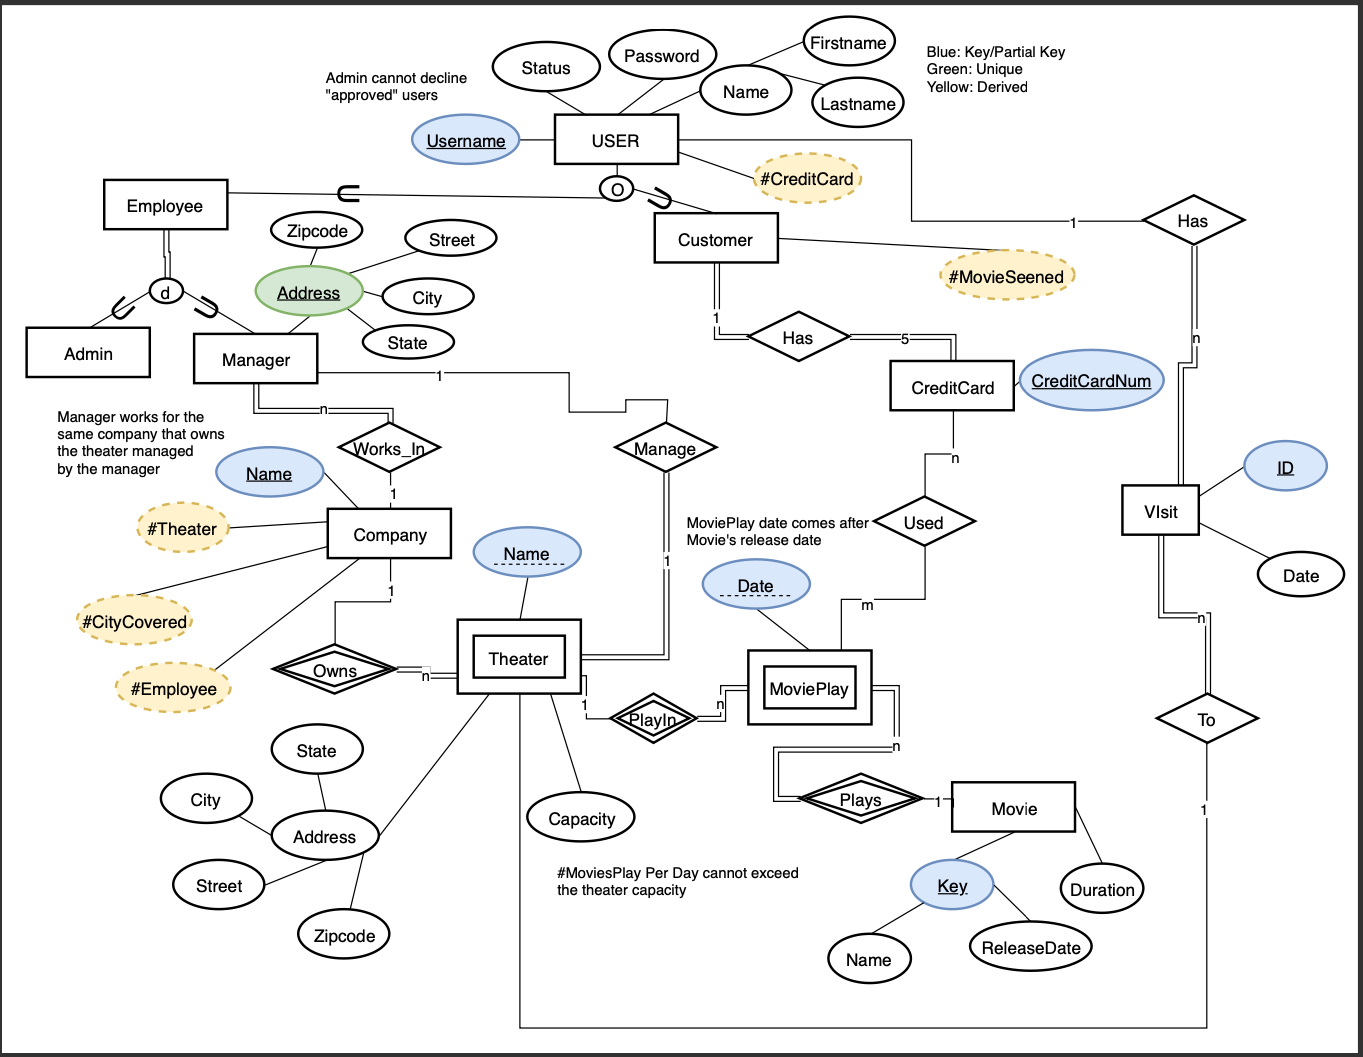 Firstname
Password
Status
Name
Lastname
Blue: Key/Partial Key
Green: Unique
Yellow: Derived
Admin cannot decline
"approved" users
Username
USER
#CreditCard
O
Employee
Zipcode
Street
Customer
1
Has
#MovieSeened
d
Address
City
State
Admin
Manager
1
Has
5
n
1
CreditCard
CreditCardNum
n
Manager works for the
same company that owns
the theater managed
by the manager
Works_In
Manage
n
Name
1
ID
#Theater
Company
MoviePlay date comes after
Movie's release date
Used
VIsit
Name
1
Date
Date
1
m
n
#CityCovered
Owns
n
Theater
#Employee
1
PlayIn
n
MoviePlay
To
n
State
City
Address
Capacity
Plays
1
Movie
1
Street
Zipcode
#MoviesPlay Per Day cannot exceed
the theater capacity
Key
Duration
Name
ReleaseDate